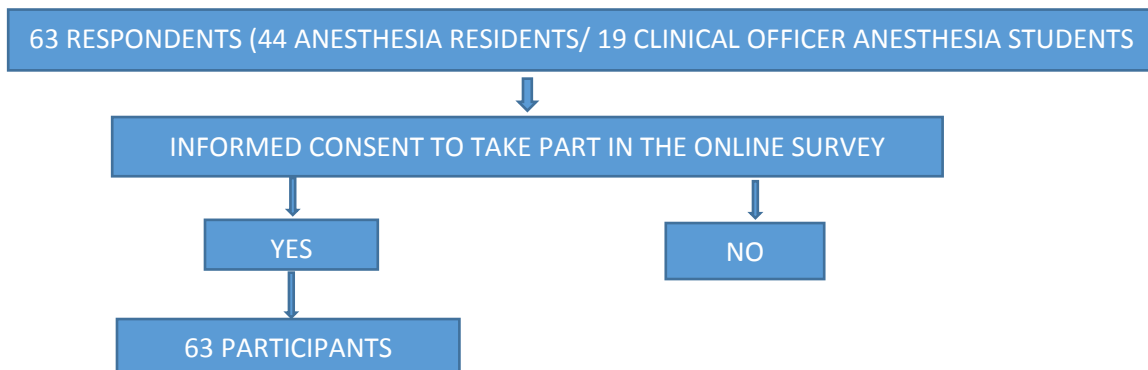 63 RESPONDENTS (44 ANESTHESIA RESIDENTS/ 19 CLINICAL OFFICER ANESTHESIA STUDENTS
INFORMED CONSENT TO TAKE PART IN THE ONLINE SURVEY
YES
NO
63 PARTICIPANTS